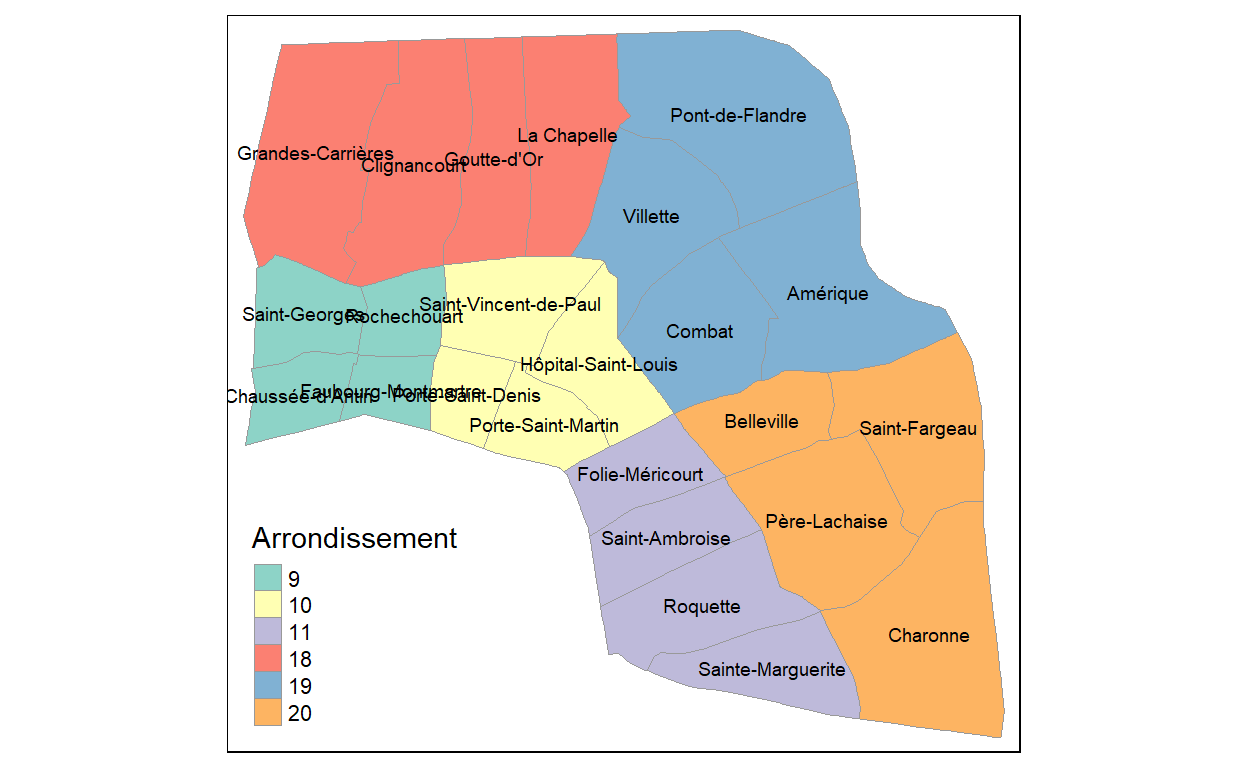 Pont-de-Flandre
La Chapelle
Grandes-Carrières
Clignancourt
Goutte-d'Or
Villette
Amérique
Saint-Vincent-de-Paul
Saint-Georges
Rochechouart
Combat
Hôpital-Saint-Louis
Chaussée-d'Antin
Faubourg-Montmartre
Porte-Saint-Denis
Porte-Saint-Martin
Belleville
Saint-Fargeau
Folie-Méricourt
Père-Lachaise
Saint-Ambroise
Roquette
Charonne
Sainte-Marguerite
Arrondissement
9
10
11
18
19
20